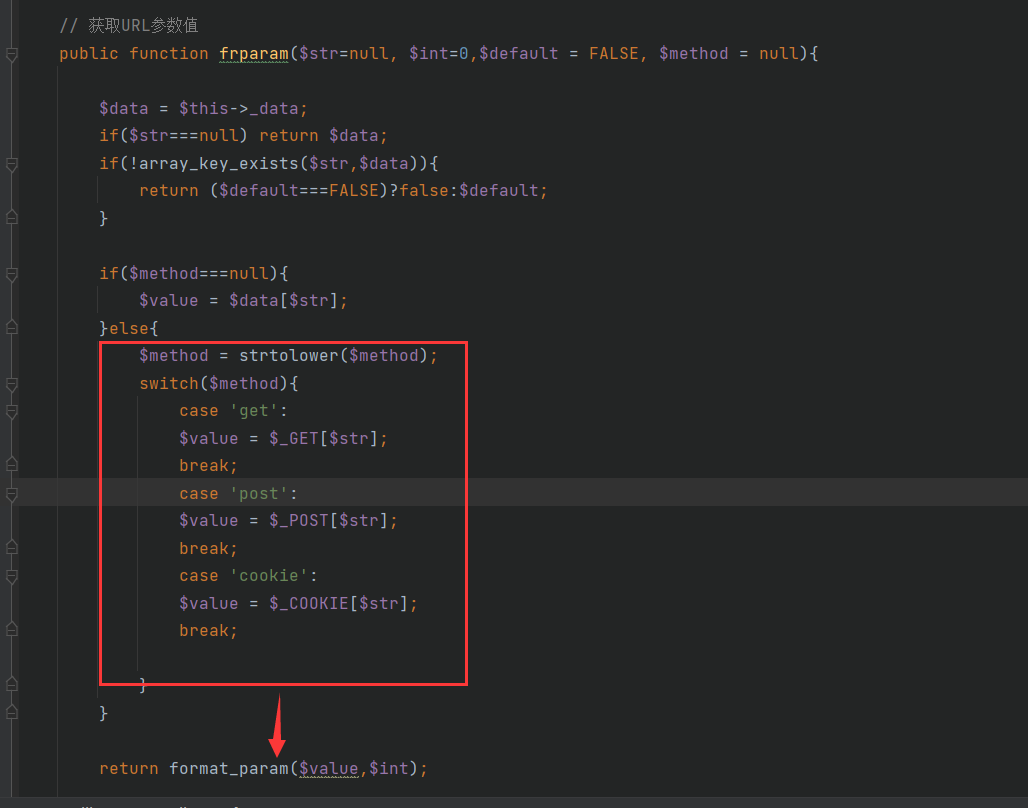 // 获取URL参数值
public function frparam($str=null, $int=0,$default = FALSE, $method = null){
$data = $this->_data;
if($str===null) return $data;
if(!array_key_exists($str,$data)){
return ($default===FALSE)?false:$default;
}
if($method===null){
$value = $data[$str];
}else{
$method = strtolower($method);
switch($method){
case 'get':
$value = $_GET[$str];
break;
case 'post':
$value = $_POST[$str];
break;
case 'cookie':
$value = $_COOKIE[$str];
break;
}
}
return format_param($value,$int);